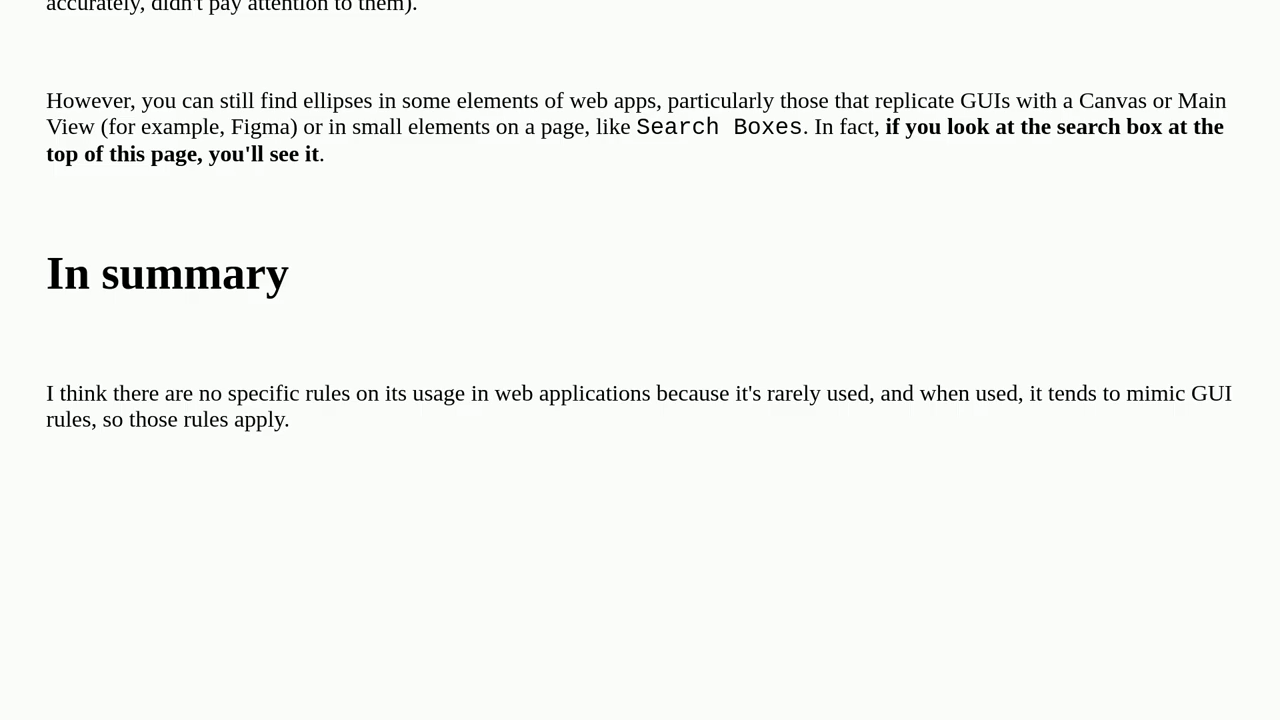 accurately, didn't pay attention to them).
However, you can still find ellipses in some elements of web apps, particularly those that replicate GUIs with a Canvas or Main
View (for example, Figma) or in small elements on a page, like Search Boxes. In fact, if you look at the search box at the
top of this page, you'll see it.
In summary
I think there are no specific rules on its usage in web applications because it's rarely used, and when used, it tends to mimic GUI
rules, so those rules apply.